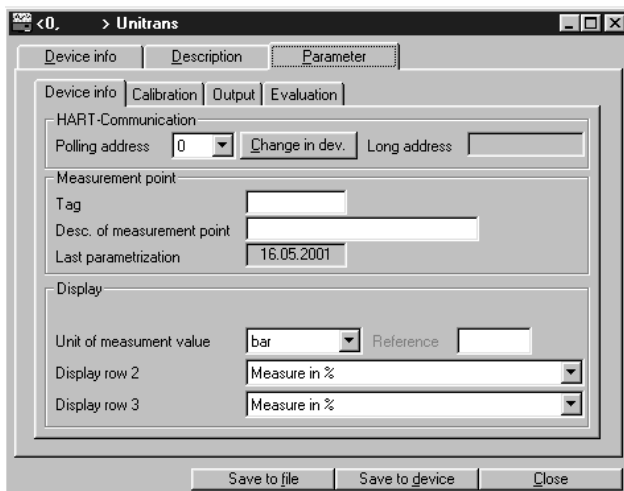 <0,      > Unitrans
Device info Description Parameter
Device info Calibration Output Evaluation
HART-Communication
Polling address 0 Change in dev. Long address
Measurement point
Tag
Desc. of measurement point
Last parametrization 16.05.2001
Display
Unit of measument value bar Reference
Display row 2 Measure in %
Display row 3 Measure in %
Save to file Save to device Close